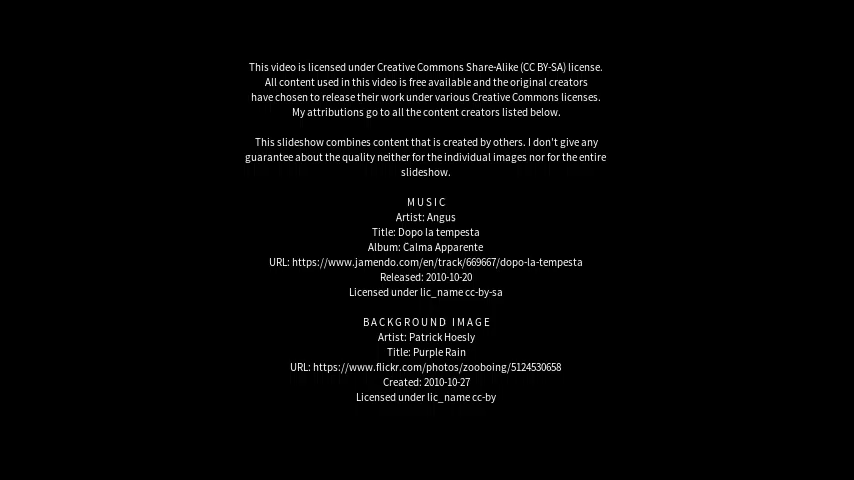 This video is licensed under Creative Commons Share-Alike (CC BY-SA) license.
All content used in this video is free available and the original creators
have chosen to release their work under various Creative Commons licenses.
My attributions go to all the content creators listed below.
This slideshow combines content that is created by others. I don't give any
guarantee about the quality neither for the individual images nor for the entire
slideshow.
MUSIC
Artist: Angus
Title: Dopo la tempesta
Album: Calma Apparente
URL: https://www.jamendo.com/en/track/669667/dopo-la-tempesta
Released: 2010-10-20
Licensed under lic_name cc-by-sa
BACKGROUND IMAGE
Artist: Patrick Hoesly
Title: Purple Rain
URL: https://www.flickr.com/photos/zooboing/5124530658
Created: 2010-10-27
Licensed under lic_name cc-by